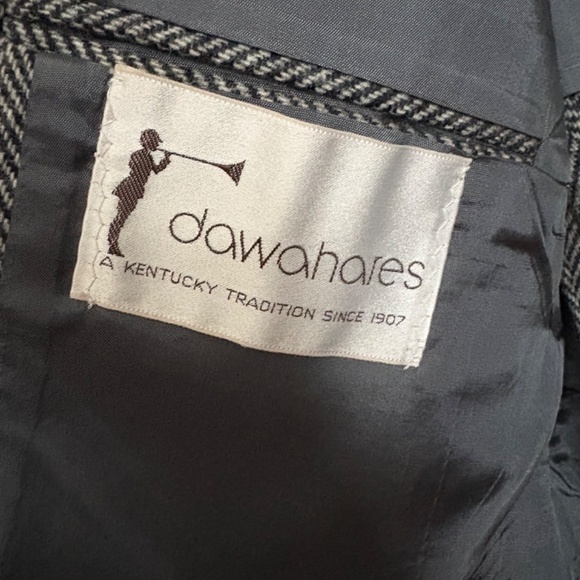 dawahares
A KENTUCKY TRADITION SINCE 1907